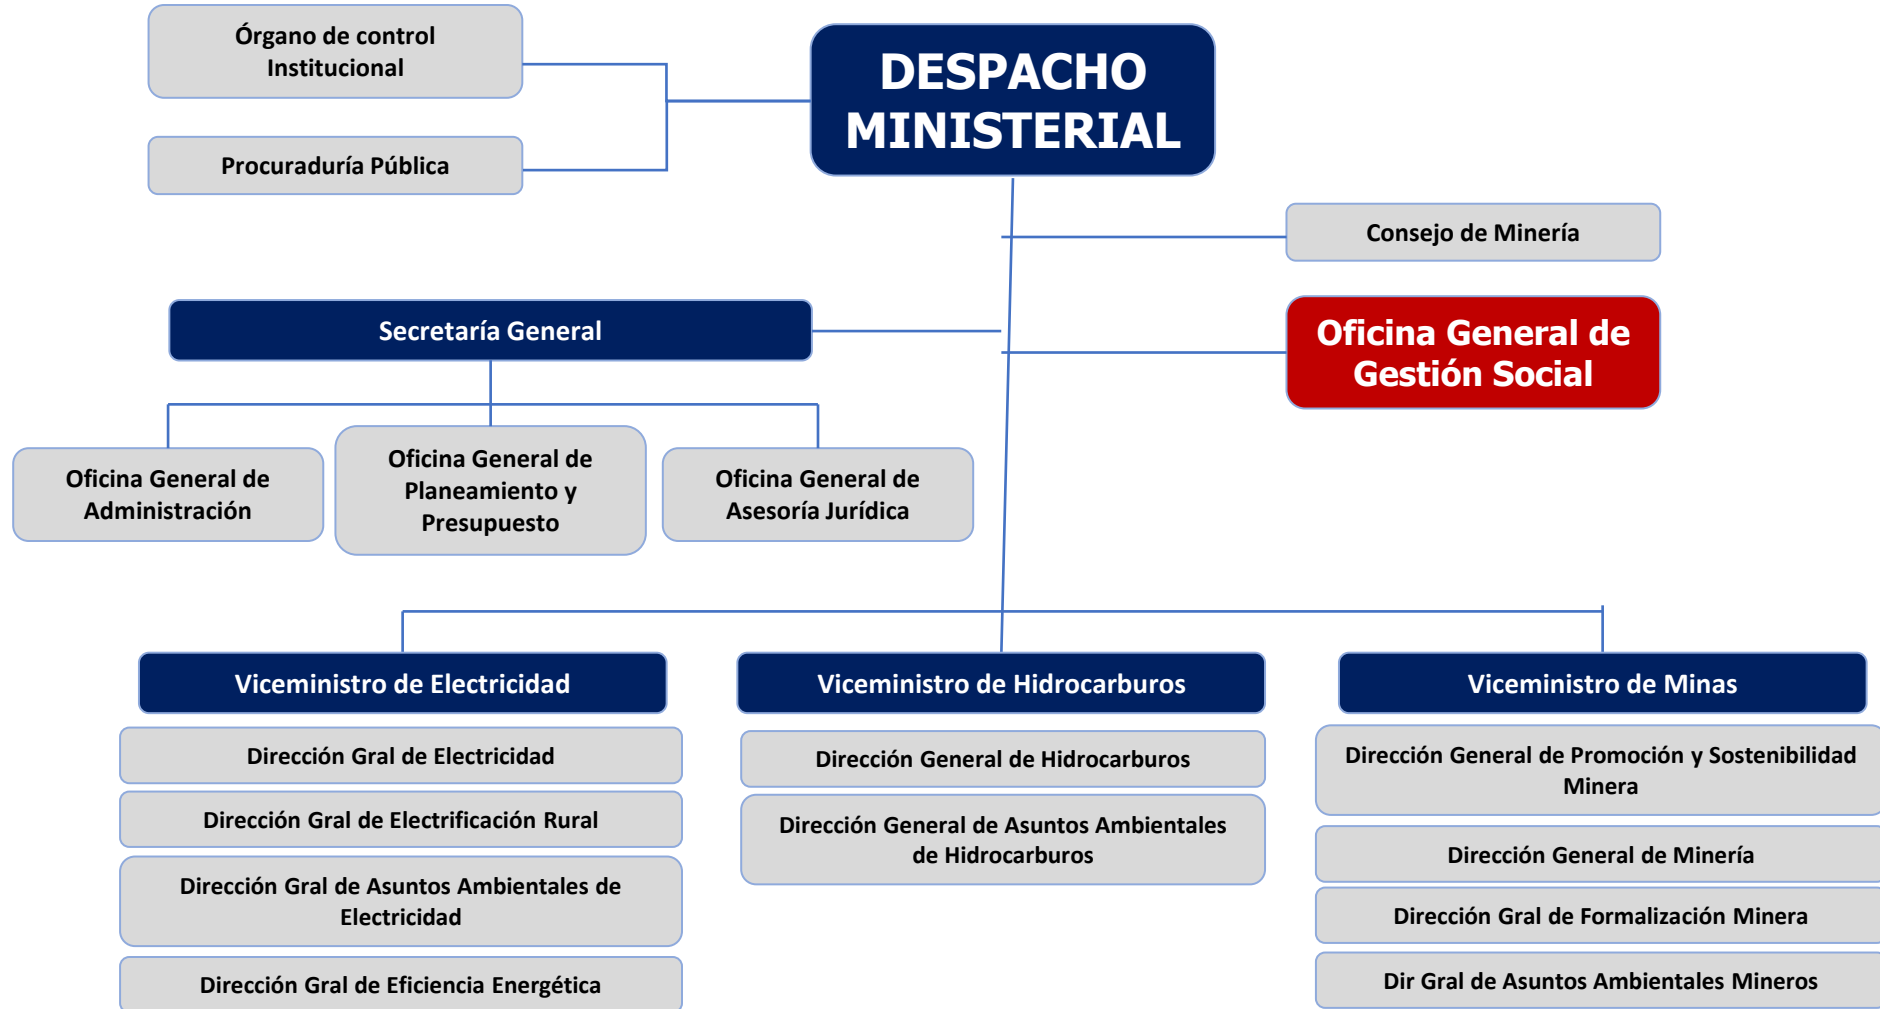 Órgano de control
Institucional
DESPACHO
MINISTERIAL
Procuraduría Pública
Consejo de Minería
Secretaría General
Oficina General de
Gestión Social
Oficina General de
Administración
Oficina General de
Planeamiento y
Presupuesto
Oficina General de
Asesoría Jurídica
Viceministro de Electricidad
Dirección Gral de Electricidad
Dirección Gral de Electrificación Rural
Dirección Gral de Asuntos Ambientales de
Electricidad
Dirección Gral de Eficiencia Energética
Viceministro de Hidrocarburos
Dirección General de Hidrocarburos
Dirección General de Asuntos Ambientales
de Hidrocarburos
Viceministro de Minas
Dirección General de Promoción y Sostenibilidad
Minera
Dirección General de Minería
Dirección Gral de Formalización Minera
Dir Gral de Asuntos Ambientales Mineros